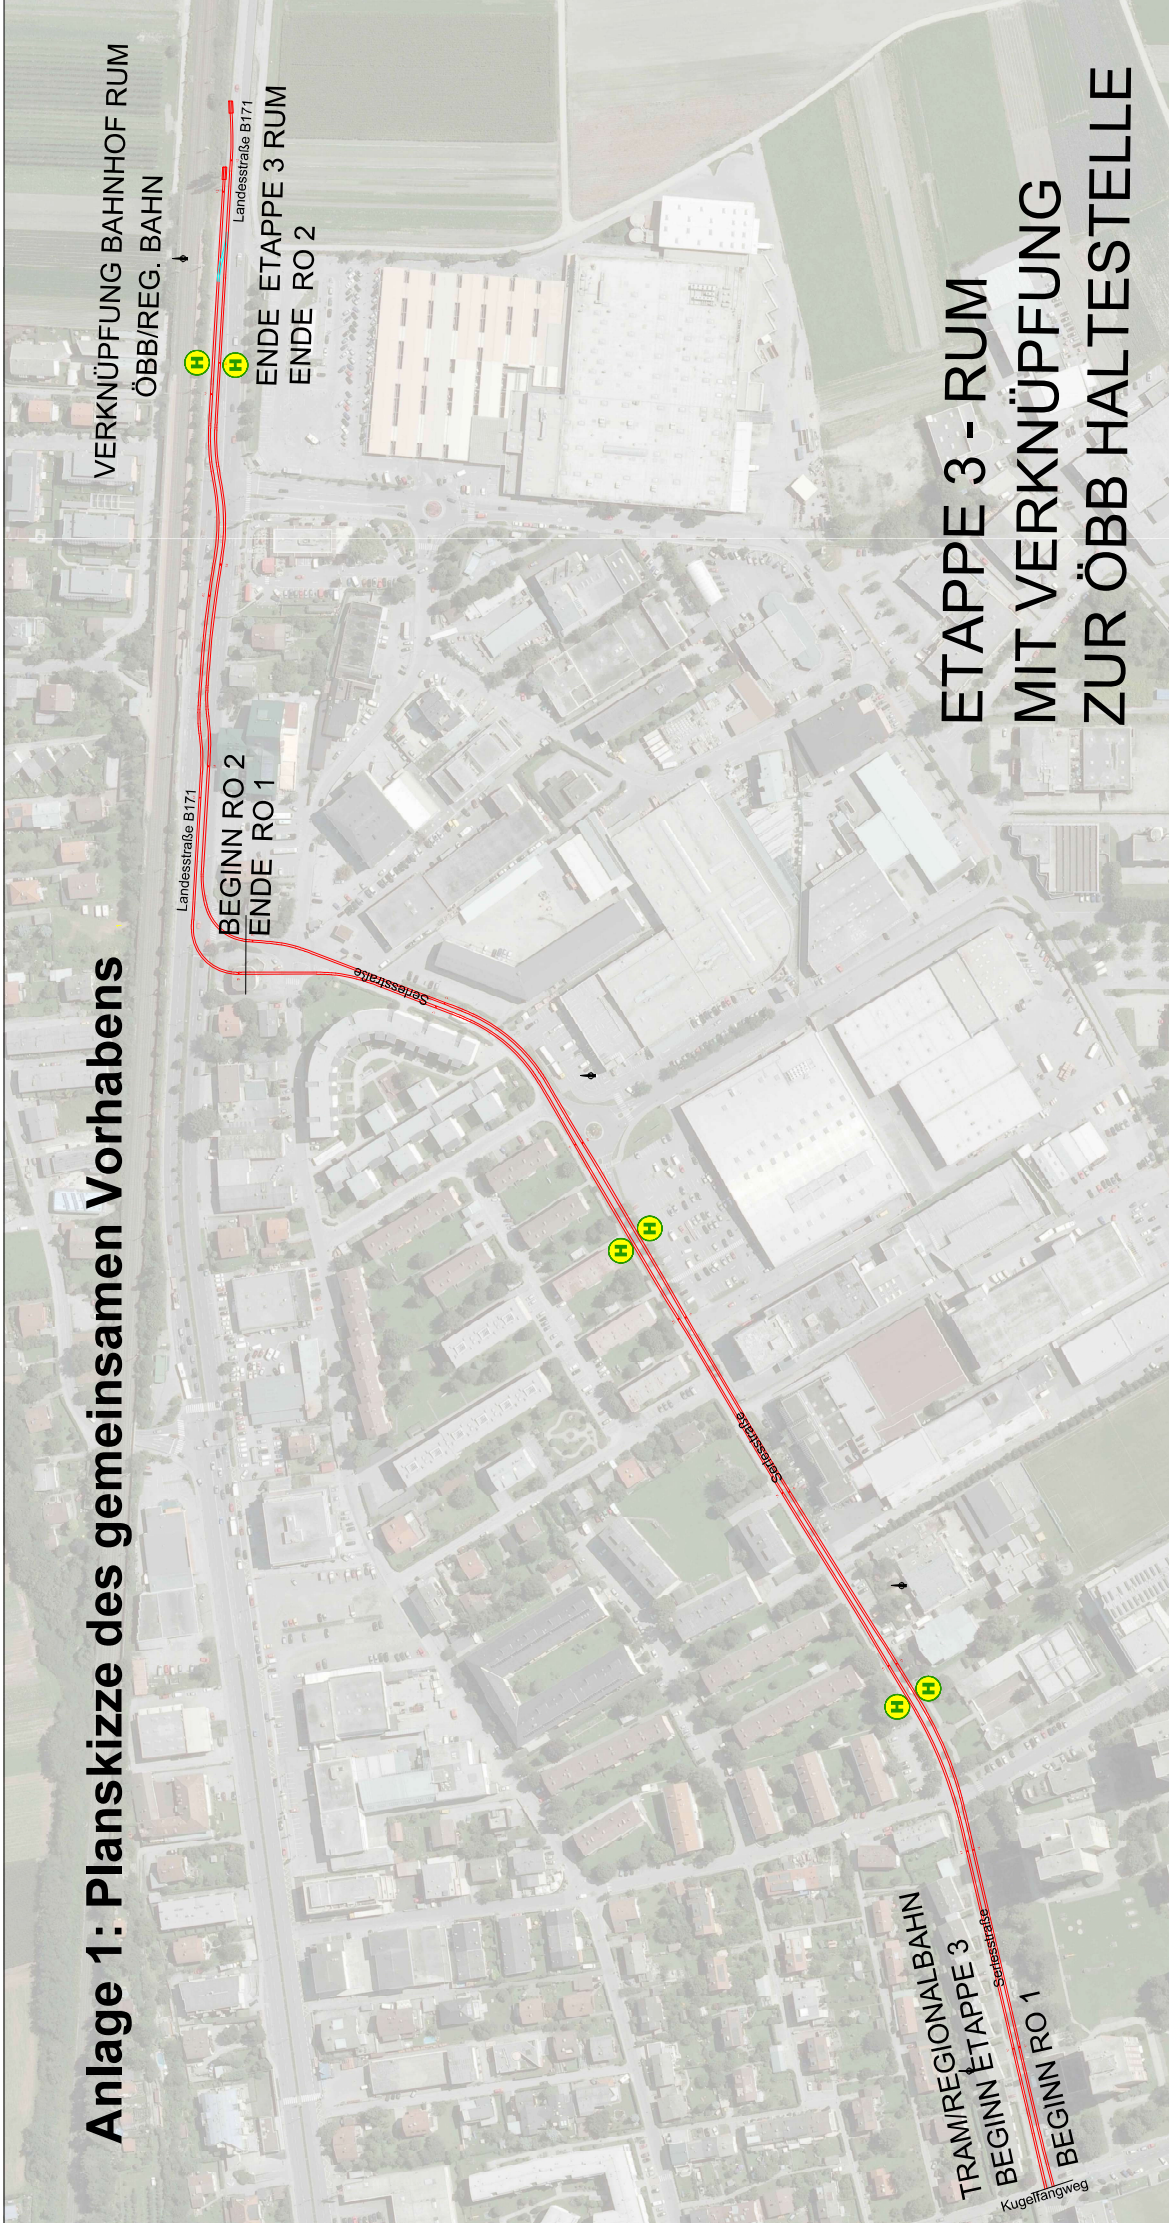 Anlage 1: Planskizze des gemeinsamen Vorhabens
TRAM/REGIONALBAHN
BEGINN ETAPPE 3
BEGINN RO 1
Kugelfangweg
Serlesstraße
H
H
Serlesstraße
H
H
Serlesstraße
BEGINN RO 2
ENDE RO 1
Landesstraße B171
VERKNÜPFUNG BAHNHOF RUM
ÖBB/REG. BAHN
H
H
Landesstraße B171
ENDE ETAPPE 3 RUM
ENDE RO 2
ETAPPE 3 - RUM
MIT VERKNÜPFUNG
ZUR ÖBB HALTESTELLE